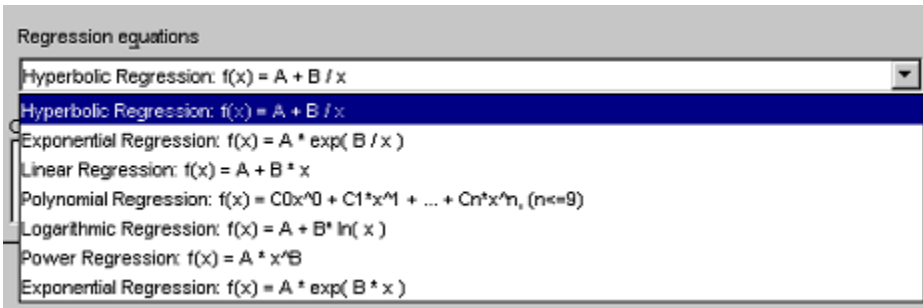 Regression equations
Hyperbolic Regression: f(x) = A + B / x
Hyperbolic Regression: f(x) = A + B / x
Exponential Regression: f(x) = A * exp( B / x )
Linear Regression: f(x) = A + B * x
Polynomial Regression: f(x) = C0x^0 + C1*x^1 + ... + Cn*x^n, (n<=9)
Logarithmic Regression: f(x) = A + B* ln( x )
Power Regression: f(x) = A * x^B
Exponential Regression: f(x) = A * exp( B * x )